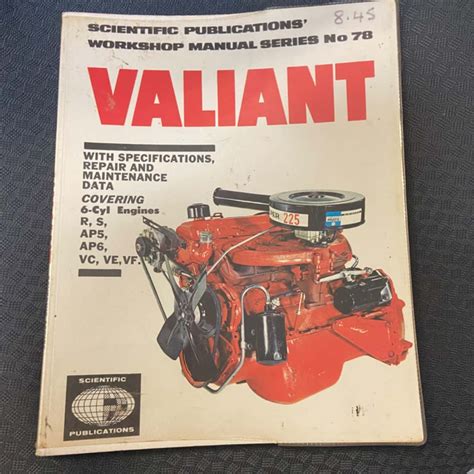 8.45
SCIENTIFIC PUBLICATIONS'
WORKSHOP MANUAL SERIES No 78
VALIANT
WITH SPECIFICATIONS,
REPAIR AND
MAINTENANCE
DATA
COVERING
6-Cyl Engines
R, S,
AP5,
AP6,
VC, VE, VF.
225
SCIENTIFIC
PUBLICATIONS